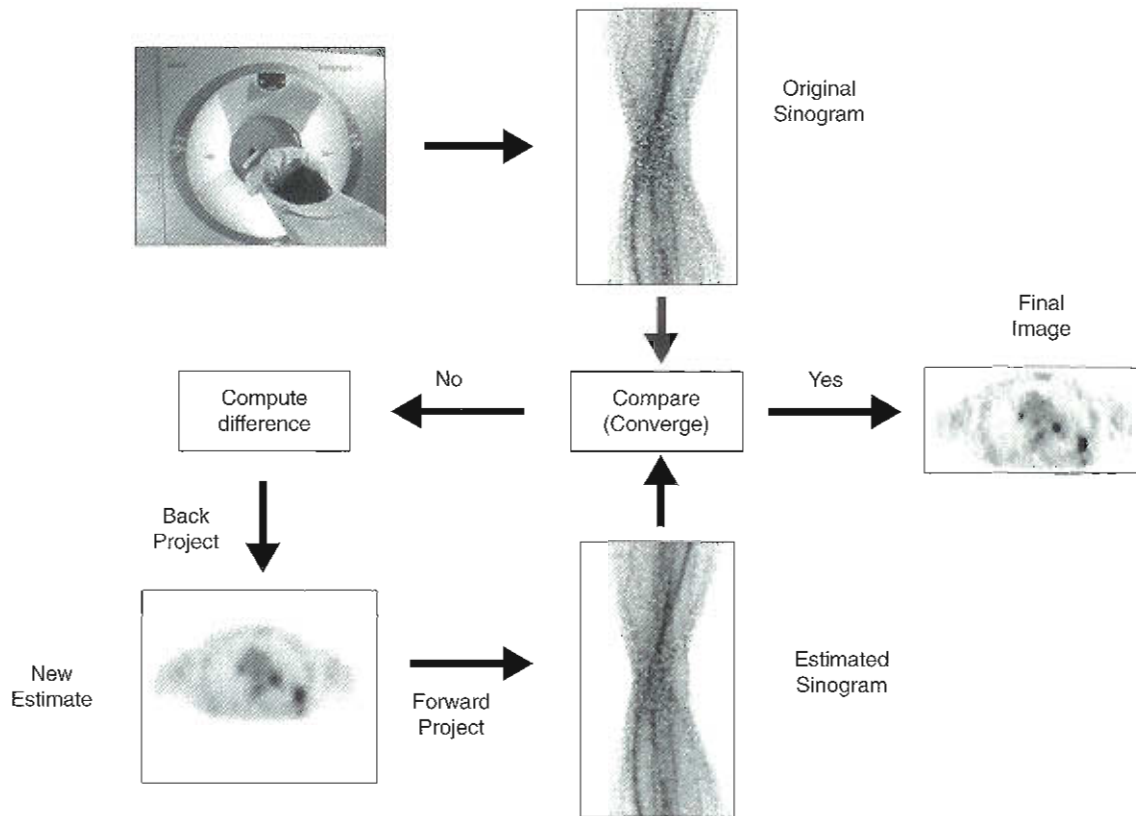 Original
Sinogram
Final
Image
No
Yes
Compute
difference
Compare
(Converge)
Back
Project
New
Estimate
Forward
Project
Estimated
Sinogram